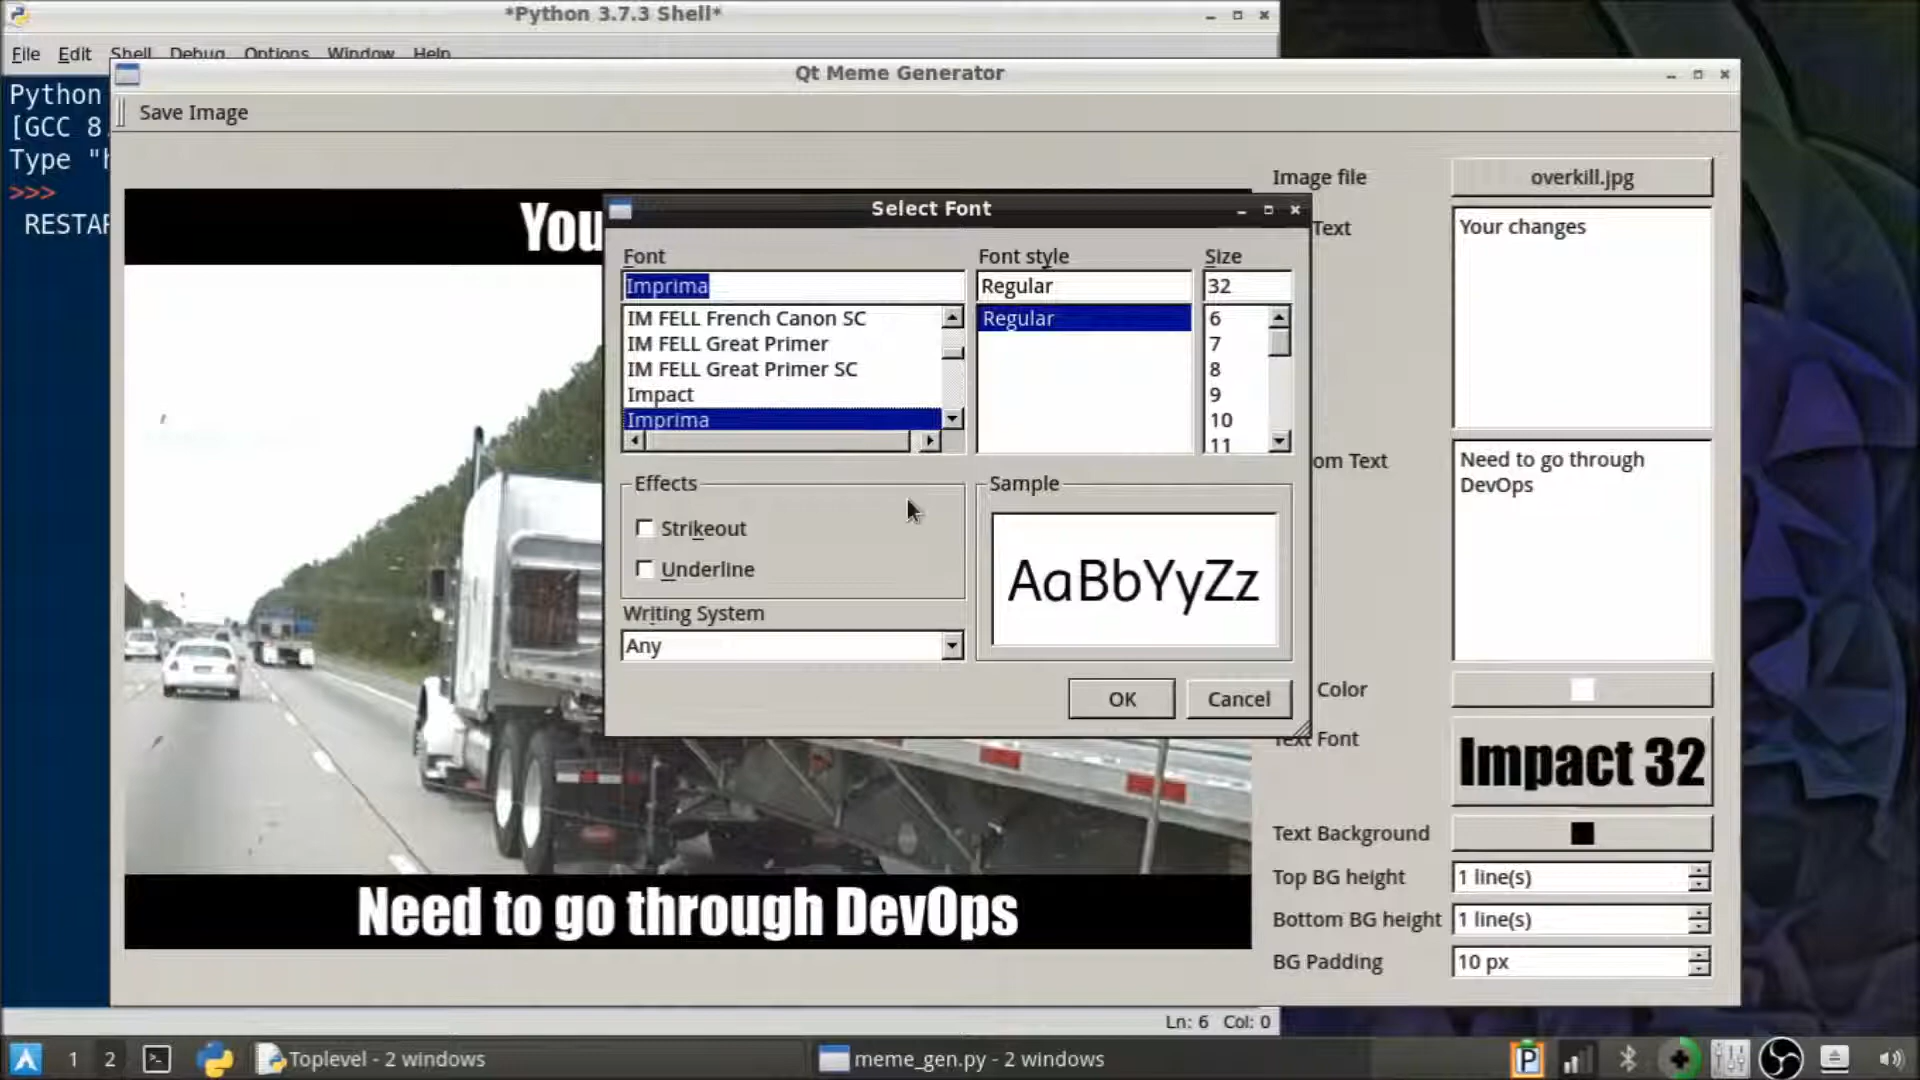 *Python 3.7.3 Shell*
File Edit Shell Debug Options Window Help
Python
[GCC 8.
Type "h
>>>
RESTAR
Qt Meme Generator
Save Image
You
Need to go through DevOps
Image file
overkill.jpg
Text
Your changes
om Text
Need to go through
DevOps
Color
Text Font
Impact 32
Text Background
Top BG height
1 line(s)
Bottom BG height
1 line(s)
BG Padding
10 px
Select Font
Font
Imprima
IM FELL French Canon SC
IM FELL Great Primer
IM FELL Great Primer SC
Impact
Imprima
Font style
Regular
Regular
Size
32
6
7
8
9
10
11
Effects
Strikeout
Underline
Writing System
Any
Sample
AaBbYyZz
OK
Cancel
Ln: 6 Col: 0
1
2
Toplevel - 2 windows
meme_gen.py - 2 windows
P